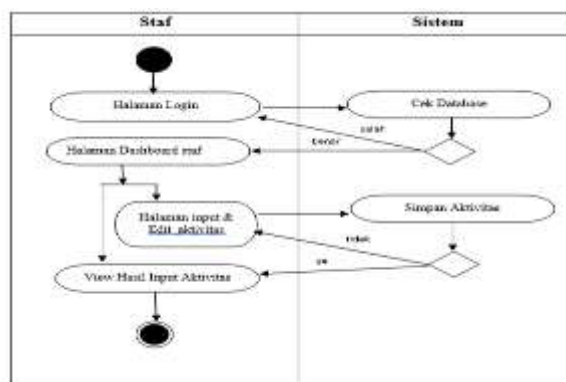 Staf
Sistem
Halaman Login
Cek Database
salah
benar
Halaman Dashboard staf
Halaman input &
Edit aktivitas
Simpan Aktivitas
tidak
ya
View Hasil Input Aktivitas